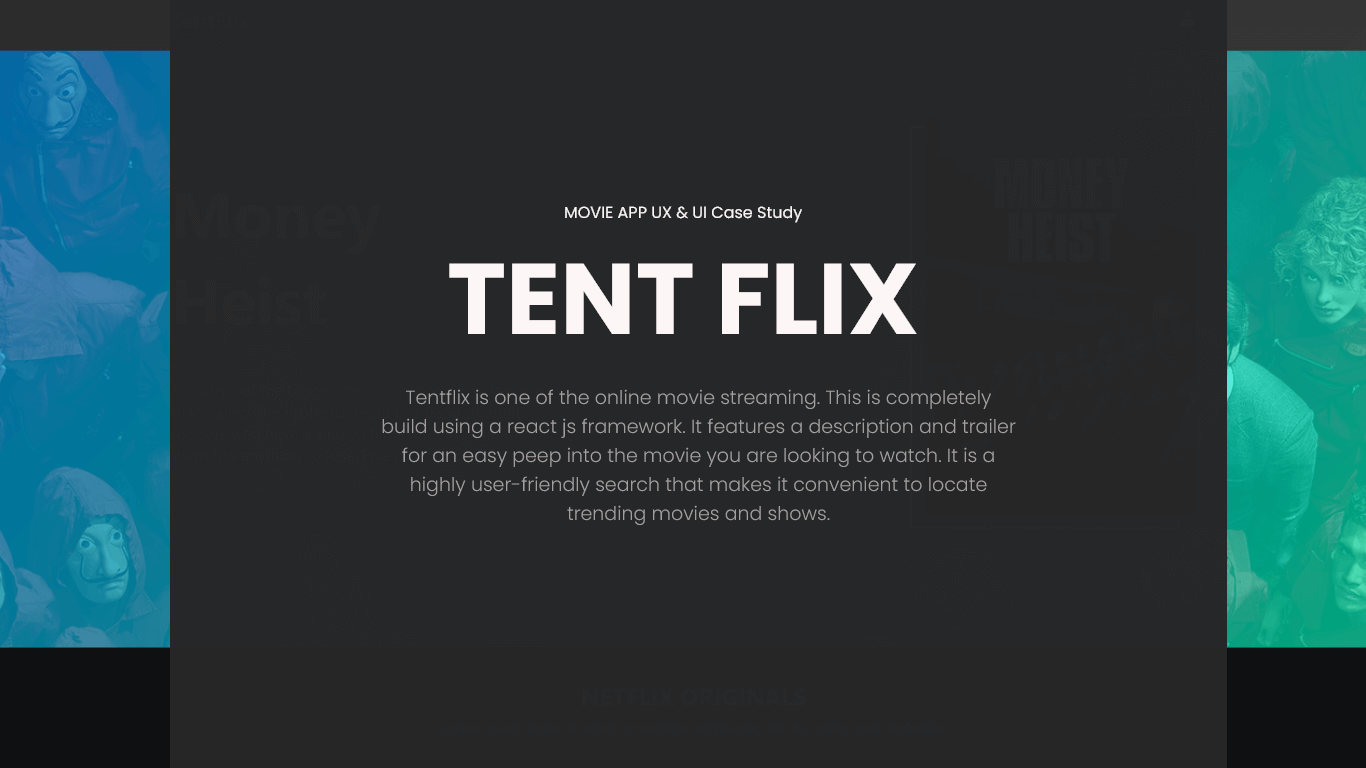 MOVIE APP UX & UI Case Study
MONEY
HEIST
Money
Heist
TENT FLIX
Tentflix is one of the online movie streaming. This is completely
build using a react js framework. It features a description and trailer
for an easy peep into the movie you are looking to watch. It is a
highly user-friendly search that makes it convenient to locate
trending movies and shows.
NETFLIX ORIGINALS